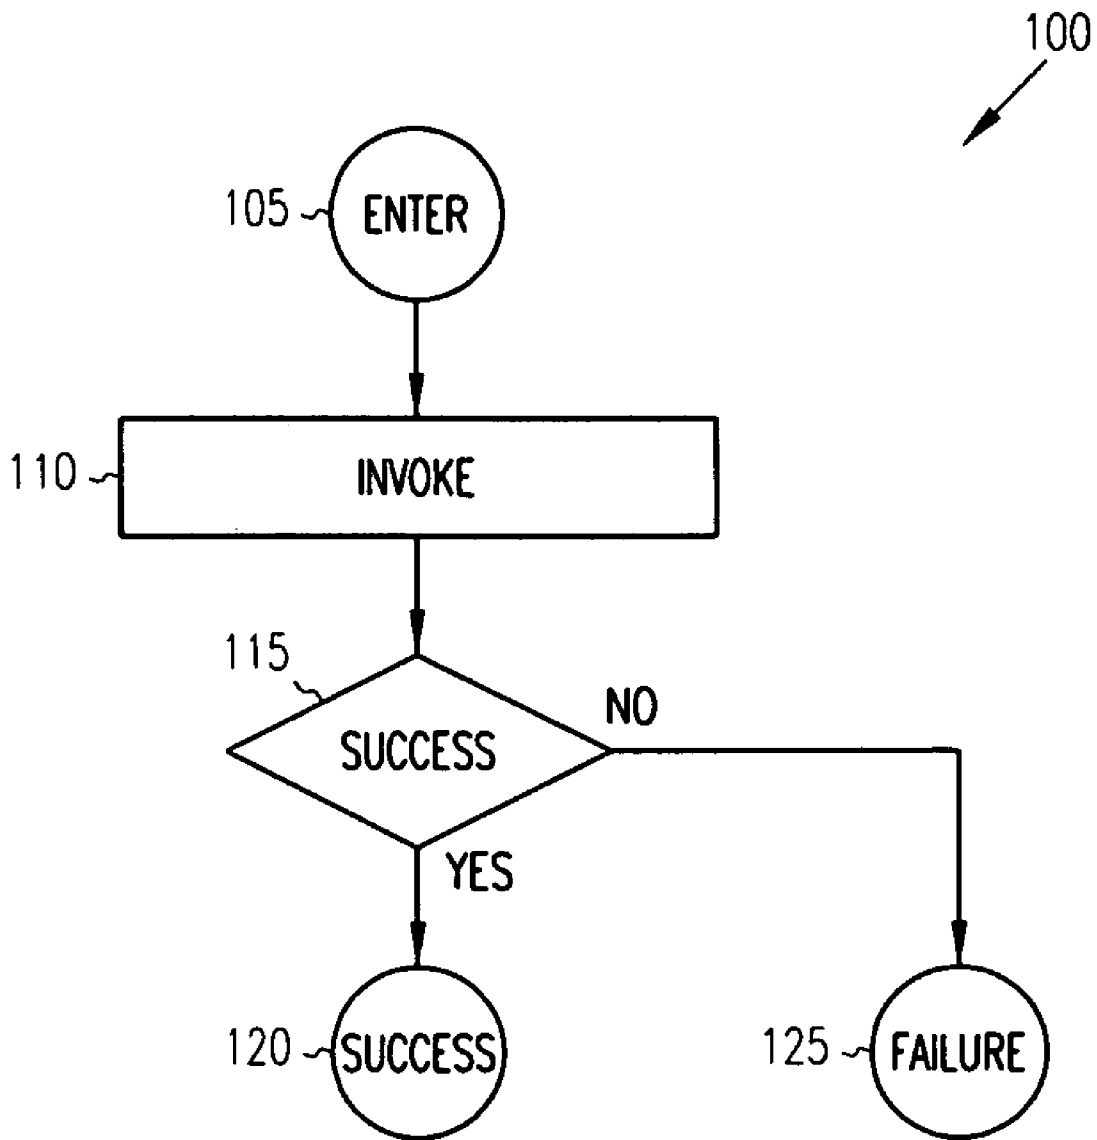 100
105
ENTER
110
INVOKE
115
SUCCESS
NO
YES
120
SUCCESS
125
FAILURE